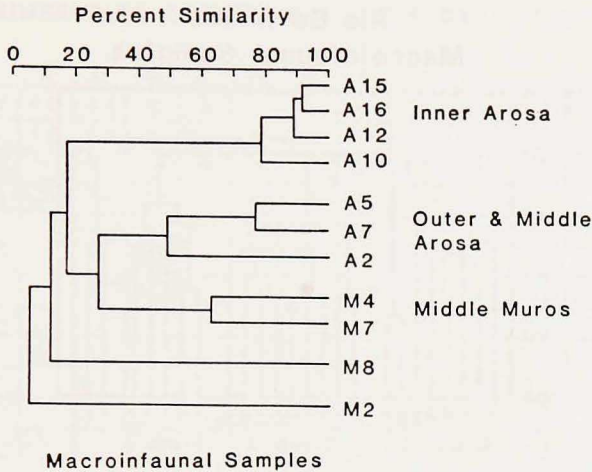 Percent Similarity
0 20 40 60 80 100
A15
A16
A12
A10
Inner Arosa
A5
A7
A2
Outer & Middle
Arosa
M4
M7
Middle Muros
M8
M2
Macroinfaunal Samples